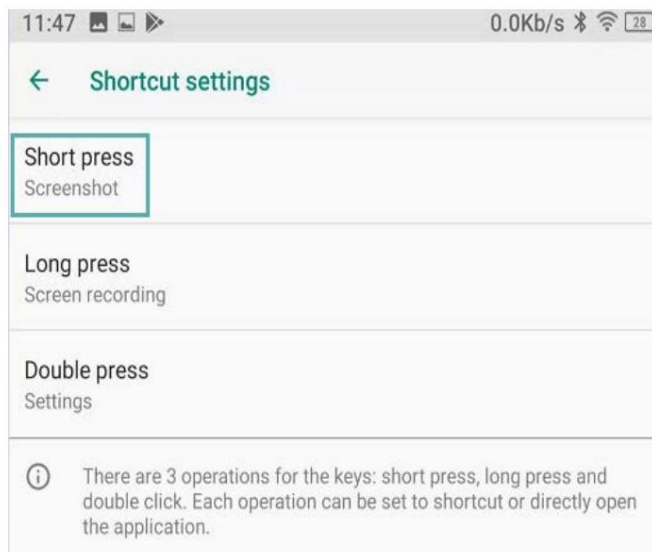 11:47 0.0Kb/s 28
Shortcut settings
Short press
Screenshot
Long press
Screen recording
Double press
Settings
There are 3 operations for the keys: short press, long press and
double click. Each operation can be set to shortcut or directly open
the application.